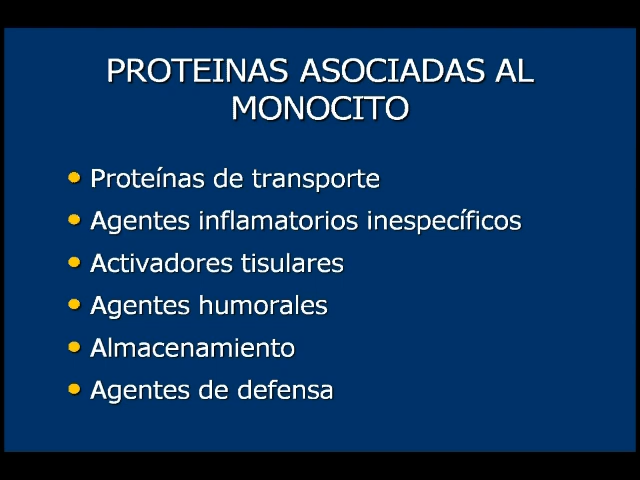 PROTEINAS ASOCIADAS AL
MONOCITO
• Proteínas de transporte
• Agentes inflamatorios inespecíficos
• Activadores tisulares
• Agentes humorales
• Almacenamiento
• Agentes de defensa